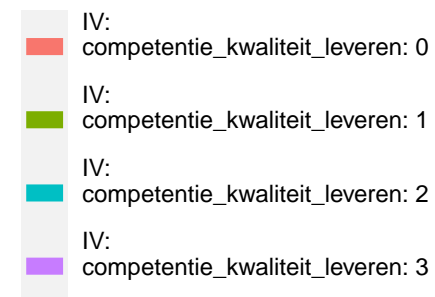 IV:
competentie_kwaliteit_leveren: 0
IV:
competentie_kwaliteit_leveren: 1
IV:
competentie_kwaliteit_leveren: 2
IV:
competentie_kwaliteit_leveren: 3